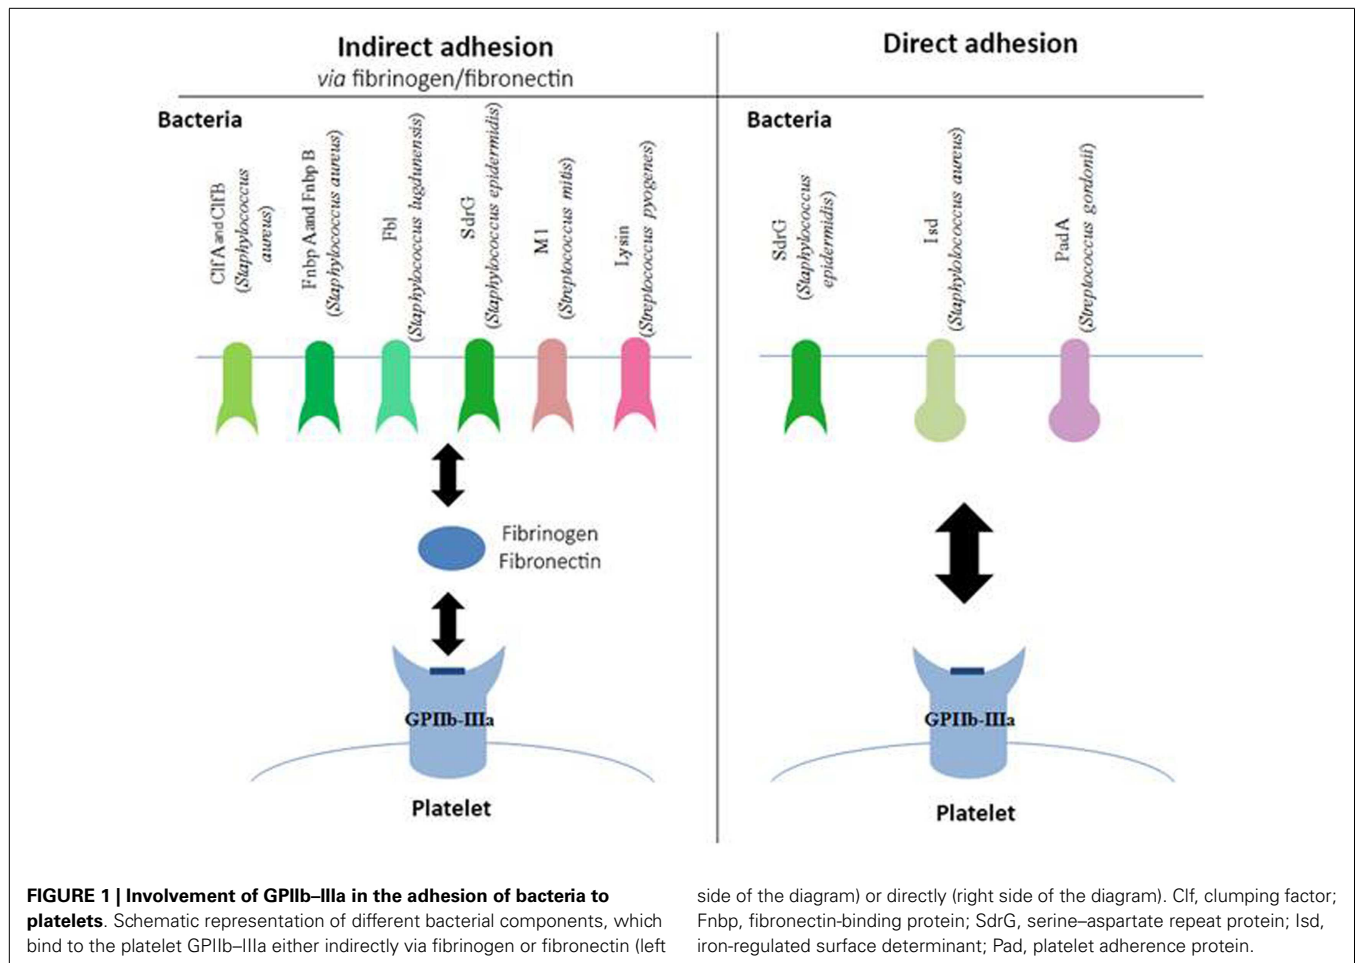 Indirect adhesion
via fibrinogen/fibronectin
Bacteria
ClfA and ClfB
(Staphylococcus
aureus)
Fnbp A and Fnbp B
(Staphylococcus aureus)
Fbl
(Staphylococcus lugdunensis)
SdrG
(Staphylococcus epidermidis)
M1
(Streptococcus mitis)
Lysin
(Streptococcus pyogenes)
Fibrinogen
Fibronectin
GPIIb-IIIa
Platelet
Direct adhesion
Bacteria
SdrG
(Staphylococcus
epidermidis)
Isd
(Staphylolococcus aureus)
PadA
(Streptococcus gordonii)
GPIIb-IIIa
Platelet
FIGURE 1 | Involvement of GPIIb–IIIa in the adhesion of bacteria to
platelets. Schematic representation of different bacterial components, which
bind to the platelet GPIIb–IIIa either indirectly via fibrinogen or fibronectin (left
side of the diagram) or directly (right side of the diagram). Clf, clumping factor;
Fnbp, fibronectin-binding protein; SdrG, serine–aspartate repeat protein; Isd,
iron-regulated surface determinant; Pad, platelet adherence protein.